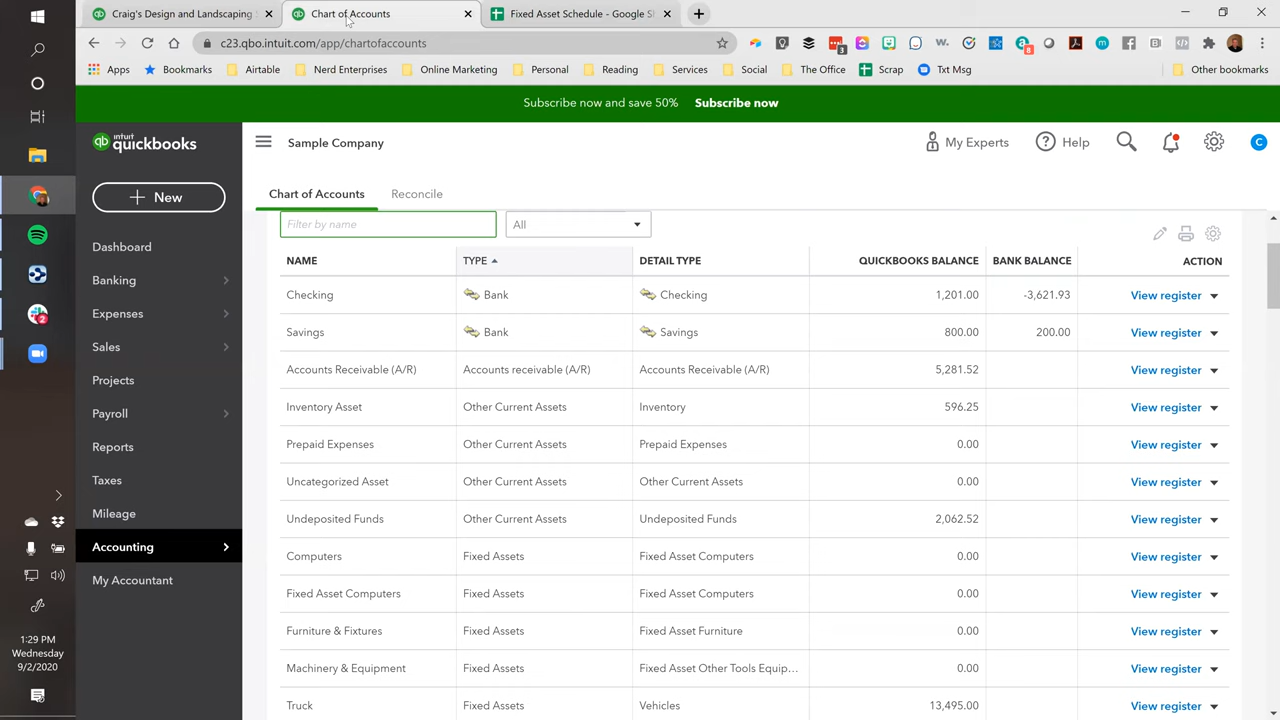 Craig's Design and Landscaping S
Chart of Accounts
Fixed Asset Schedule - Google Sh
c23.qbo.intuit.com/app/chartofaccounts
3
8
Apps
Bookmarks
Airtable
Nerd Enterprises
Online Marketing
Personal
Reading
Services
Social
The Office
Scrap
Txt Msg
Other bookmarks
Subscribe now and save 50% Subscribe now
intuit quickbooks
Sample Company
My Experts
Help
C
New
Chart of Accounts
Reconcile
Dashboard
Banking
Expenses
Sales
Projects
Payroll
Reports
Taxes
Mileage
Accounting
My Accountant
Filter by name
All
NAME TYPE DETAIL TYPE QUICKBOOKS BALANCE BANK BALANCE ACTION
Checking Bank Checking 1,201.00 -3,621.93 View register
Savings Bank Savings 800.00 200.00 View register
Accounts Receivable (A/R) Accounts receivable (A/R) Accounts Receivable (A/R) 5,281.52 View register
Inventory Asset Other Current Assets Inventory 596.25 View register
Prepaid Expenses Other Current Assets Prepaid Expenses 0.00 View register
Uncategorized Asset Other Current Assets Other Current Assets 0.00 View register
Undeposited Funds Other Current Assets Undeposited Funds 2,062.52 View register
Computers Fixed Assets Fixed Asset Computers 0.00 View register
Fixed Asset Computers Fixed Assets Fixed Asset Computers 0.00 View register
Furniture & Fixtures Fixed Assets Fixed Asset Furniture 0.00 View register
Machinery & Equipment Fixed Assets Fixed Asset Other Tools Equip... 0.00 View register
Truck Fixed Assets Vehicles 13,495.00 View register
2
1:29 PM
Wednesday
9/2/2020